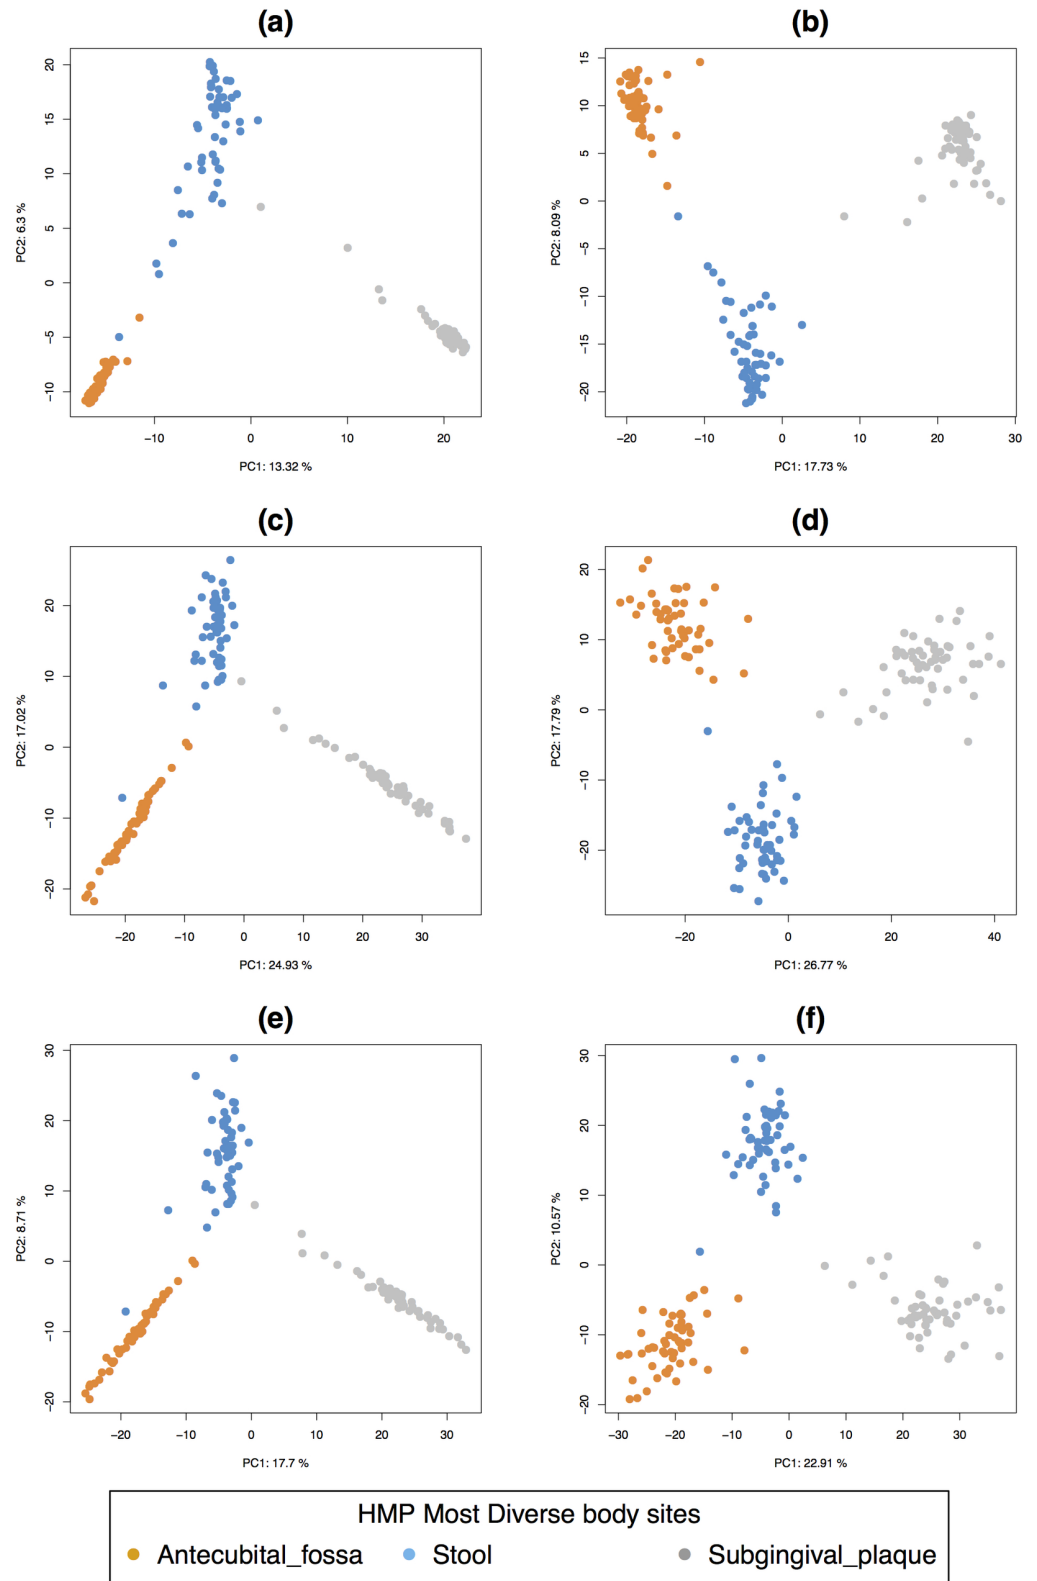 (a)
20
15
10
5
0
−5
−10
PC2: 6.3 %
−10 0 10 20
PC1: 13.32 %
(b)
15
10
5
0
−5
−10
−15
−20
PC2: 8.09 %
−20 −10 0 10 20 30
PC1: 17.73 %
(c)
20
10
0
−10
−20
PC2: 17.02 %
−20 −10 0 10 20 30
PC1: 24.93 %
(d)
20
10
0
−10
−20
PC2: 17.79 %
−20 0 20 40
PC1: 26.77 %
(e)
30
20
10
0
−10
−20
PC2: 8.71 %
−20 −10 0 10 20 30
PC1: 17.7 %
(f)
30
20
10
0
−10
−20
PC2: 10.57 %
−30 −20 −10 0 10 20 30
PC1: 22.91 %
HMP Most Diverse body sites
Antecubital_fossa Stool Subgingival_plaque